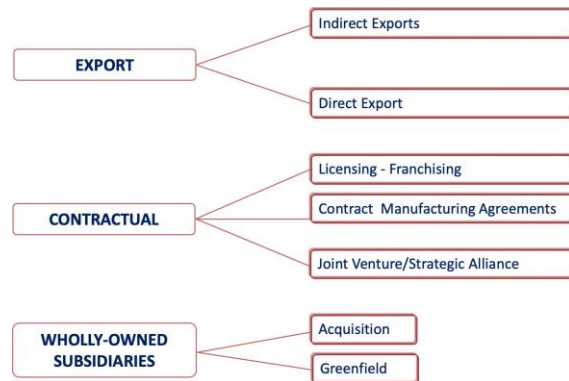 EXPORT
Indirect Exports
Direct Export
CONTRACTUAL
Licensing - Franchising
Contract Manufacturing Agreements
Joint Venture/Strategic Alliance
WHOLLY-OWNED
SUBSIDIARIES
Acquisition
Greenfield